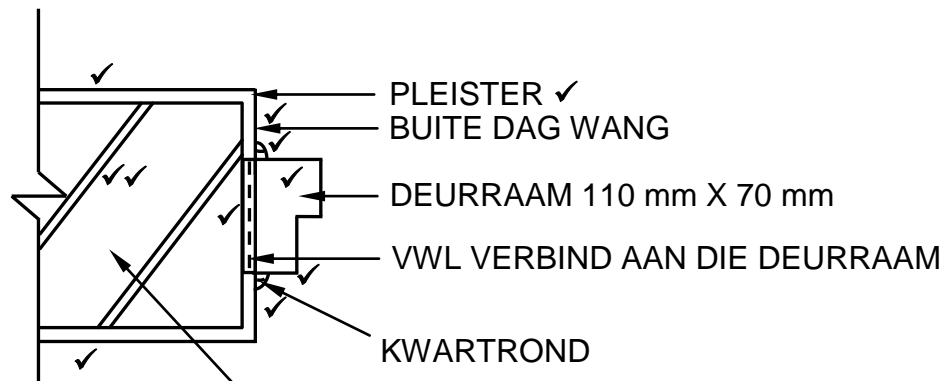 PLEISTER ✓
BUITE DAG WANG
DEURRAAM 110 mm X 70 mm
VWL VERBIND AAN DIE DEURRAAM
KWARTROND